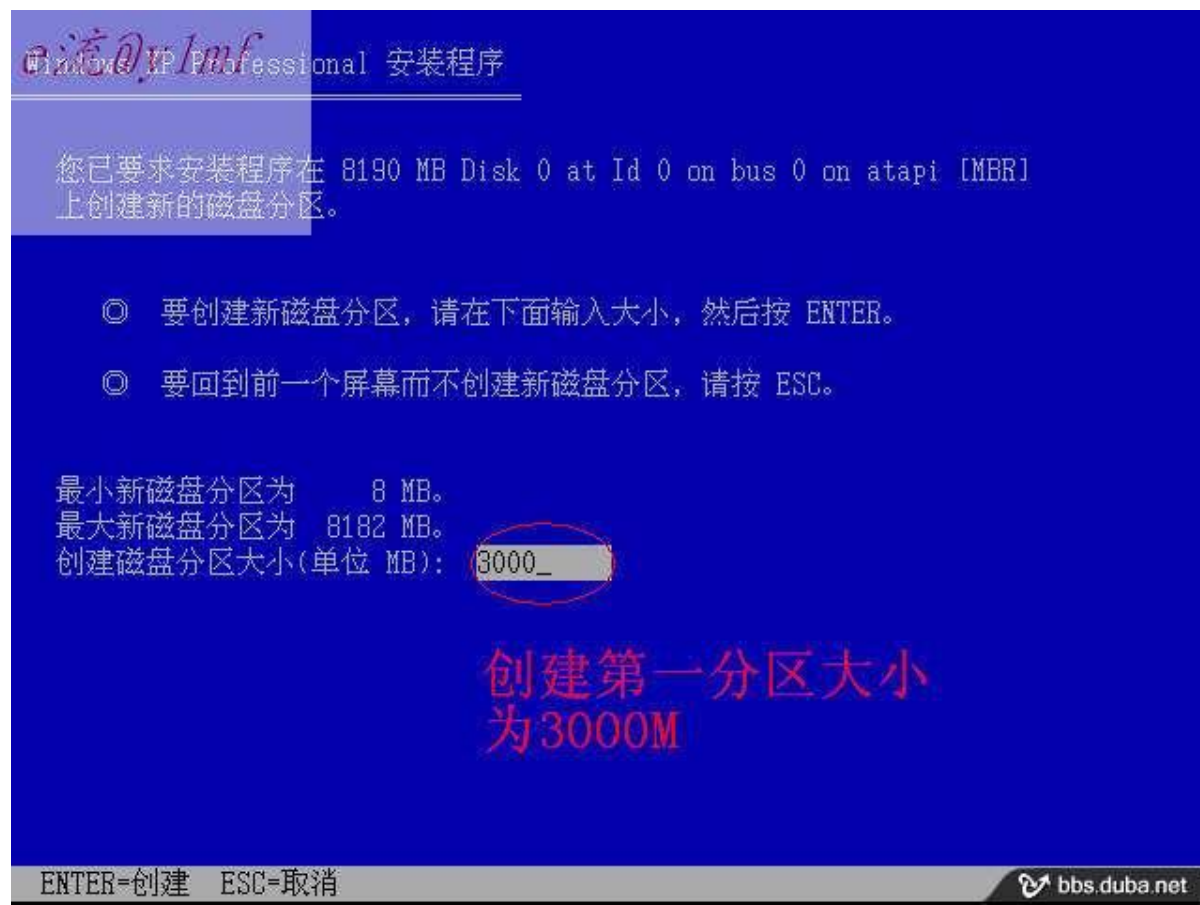 e流@ylmf
Windows XP Professional 安装程序
您已要求安装程序在 8190 MB Disk 0 at Id 0 on bus 0 on atapi [MBR]
上创建新的磁盘分区。
◎ 要创建新磁盘分区，请在下面输入大小，然后按 ENTER。
◎ 要回到前一个屏幕而不创建新磁盘分区，请按 ESC。
最小新磁盘分区为 8 MB。
最大新磁盘分区为 8182 MB。
创建磁盘分区大小(单位 MB): 3000_
创建第一分区大小
为3000M
ENTER=创建 ESC=取消
bbs.duba.net